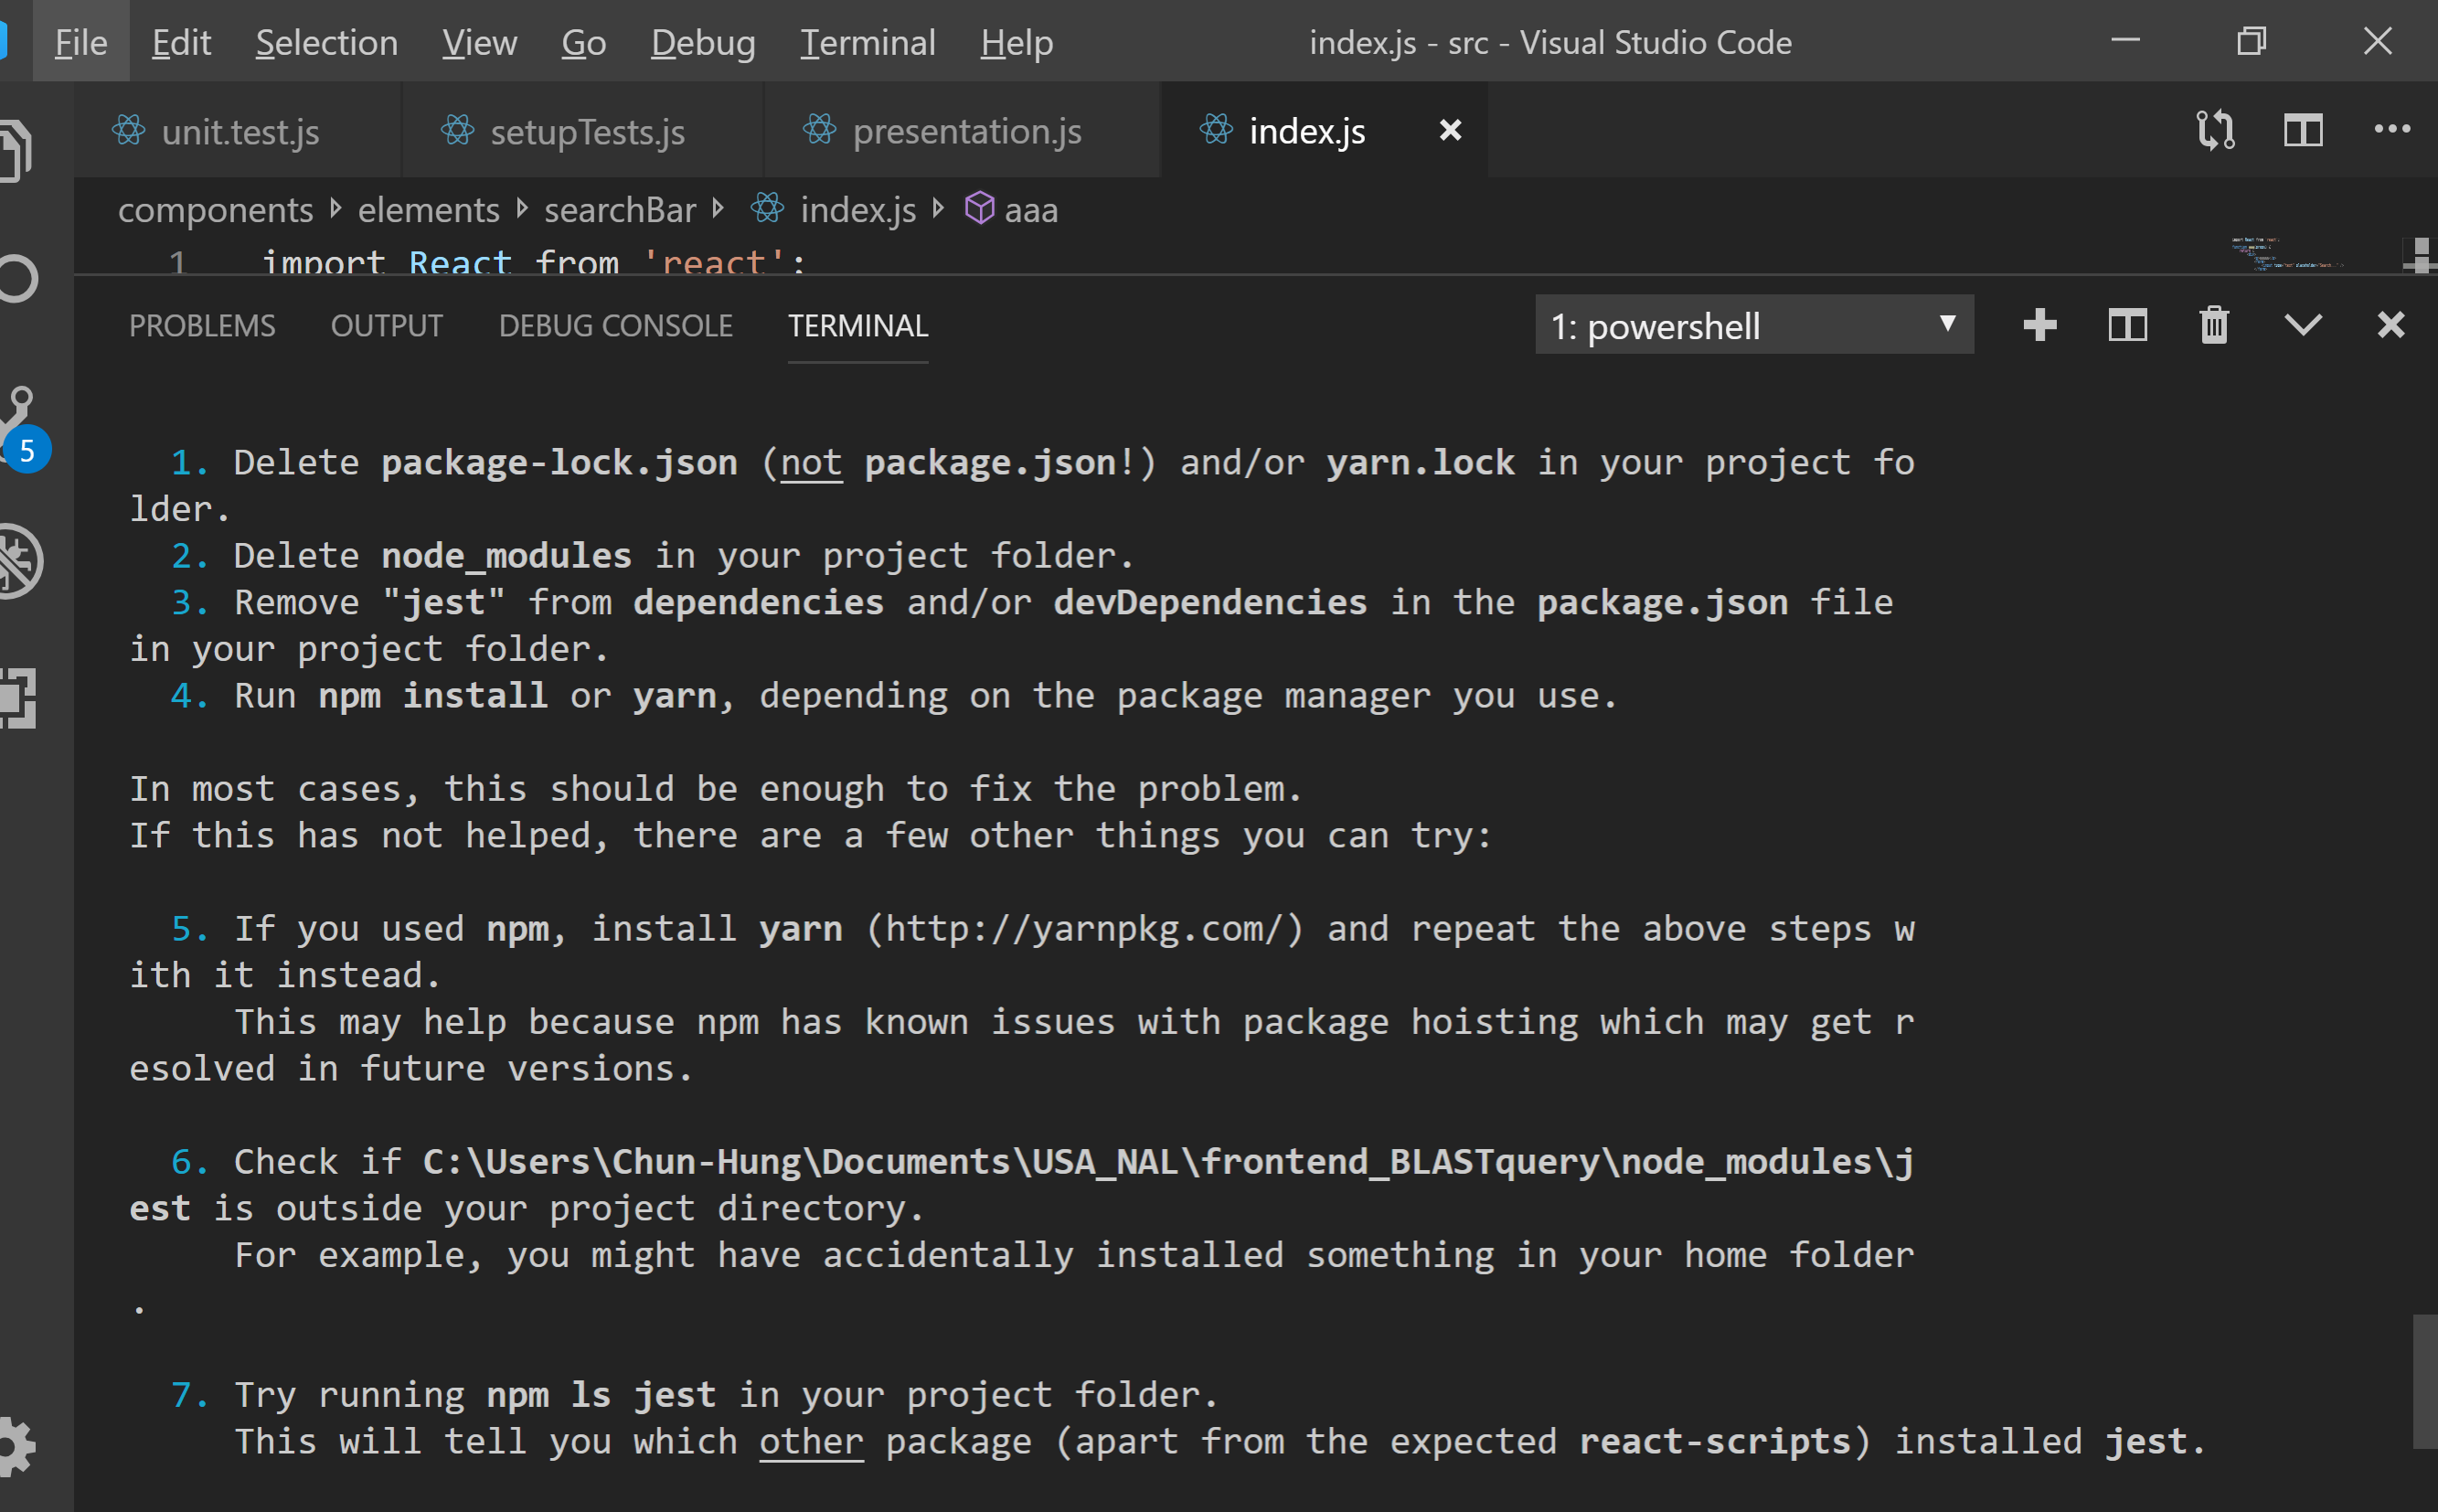 File Edit Selection View Go Debug Terminal Help index.js - src - Visual Studio Code
unit.test.js setupTests.js presentation.js index.js
components elements searchBar index.js aaa
1 import React from 'react';
PROBLEMS OUTPUT DEBUG CONSOLE TERMINAL 1: powershell
5
1. Delete package-lock.json (not package.json!) and/or yarn.lock in your project fo
lder.
2. Delete node_modules in your project folder.
3. Remove "jest" from dependencies and/or devDependencies in the package.json file
in your project folder.
4. Run npm install or yarn, depending on the package manager you use.
In most cases, this should be enough to fix the problem.
If this has not helped, there are a few other things you can try:
5. If you used npm, install yarn (http://yarnpkg.com/) and repeat the above steps w
ith it instead.
This may help because npm has known issues with package hoisting which may get r
esolved in future versions.
6. Check if C:\Users\Chun-Hung\Documents\USA_NAL\frontend_BLASTquery\node_modules\j
est is outside your project directory.
For example, you might have accidentally installed something in your home folder
.
7. Try running npm ls jest in your project folder.
This will tell you which other package (apart from the expected react-scripts) installed jest.